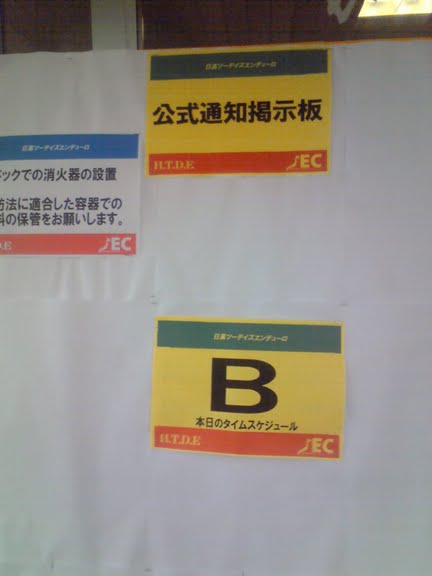 日高ツーデイズエンデューロ
公式通知掲示板
H.T.D.E JEC
日高ツーデイズエンデューロ
ックでの消火器の設置
方法に適合した容器での
料の保管をお願いします。
D.E JEC
日高ツーデイズエンデューロ
B
本日のタイムスケジュール
H.T.D.E JEC